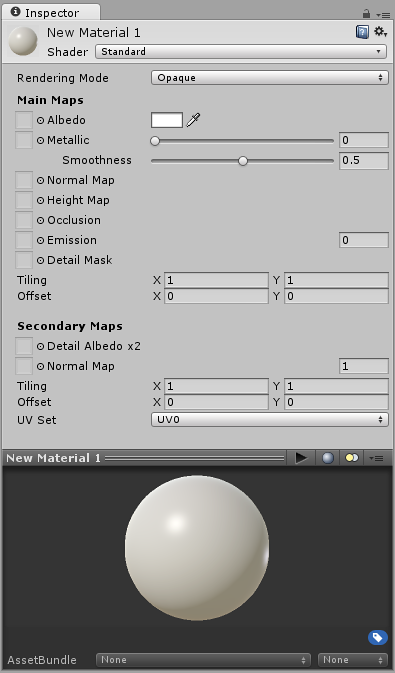 Inspector
New Material 1
Shader Standard
Rendering Mode Opaque
Main Maps
Albedo
Metallic 0
Smoothness 0.5
Normal Map
Height Map
Occlusion
Emission 0
Detail Mask
Tiling X 1 Y 1
Offset X 0 Y 0
Secondary Maps
Detail Albedo x2
Normal Map 1
Tiling X 1 Y 1
Offset X 0 Y 0
UV Set UV0
New Material 1
AssetBundle None None